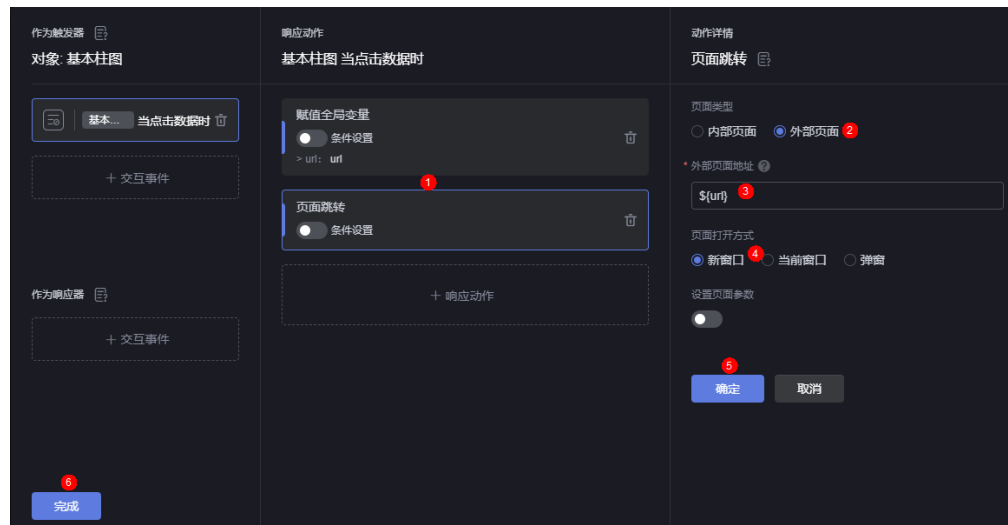 作为触发器
对象: 基本柱图
基本... 当点击数据时
+ 交互事件
作为响应器
+ 交互事件
6
完成
响应动作
基本柱图 当点击数据时
赋值全局变量
条件设置
> url: url
1
页面跳转
条件设置
+ 响应动作
动作详情
页面跳转
页面类型
内部页面 外部页面 2
* 外部页面地址 ?
${url} 3
页面打开方式
新窗口 4 当前窗口 弹窗
设置页面参数
5
确定 取消